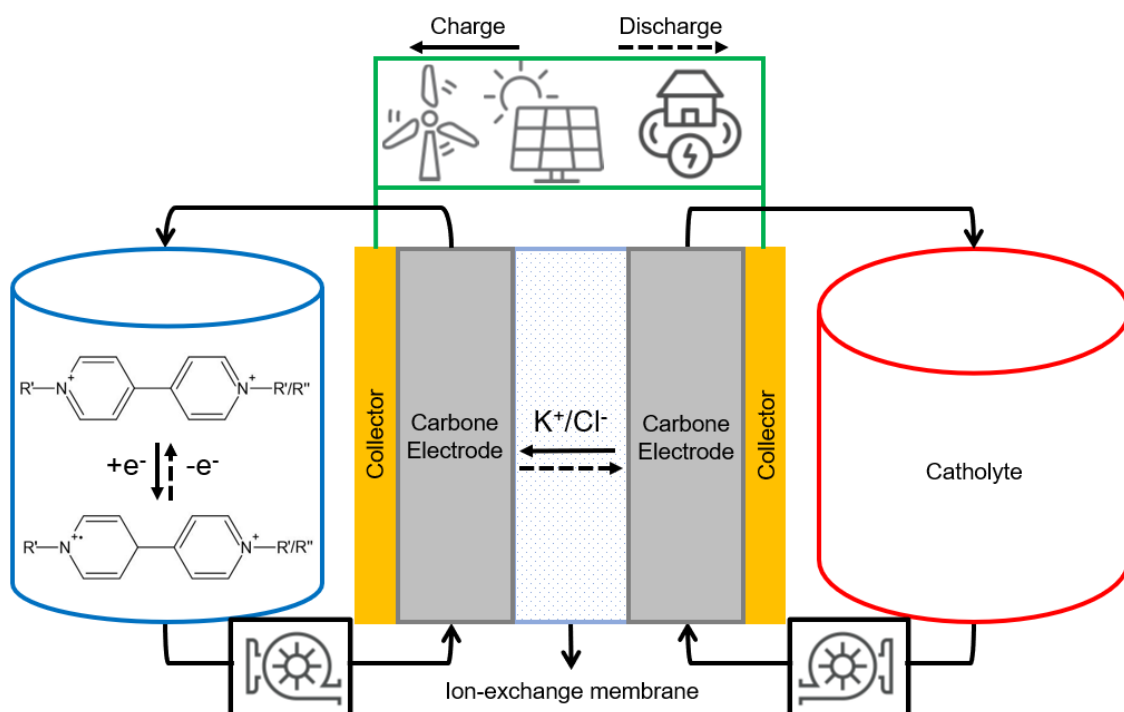 Charge
Discharge
R'
N
+
N
+
R'/R"
+e⁻
-e⁻
R'
N
+•
N
+
R'/R"
Collector
Carbone
Electrode
K⁺/Cl⁻
Carbone
Electrode
Collector
Catholyte
Ion-exchange membrane